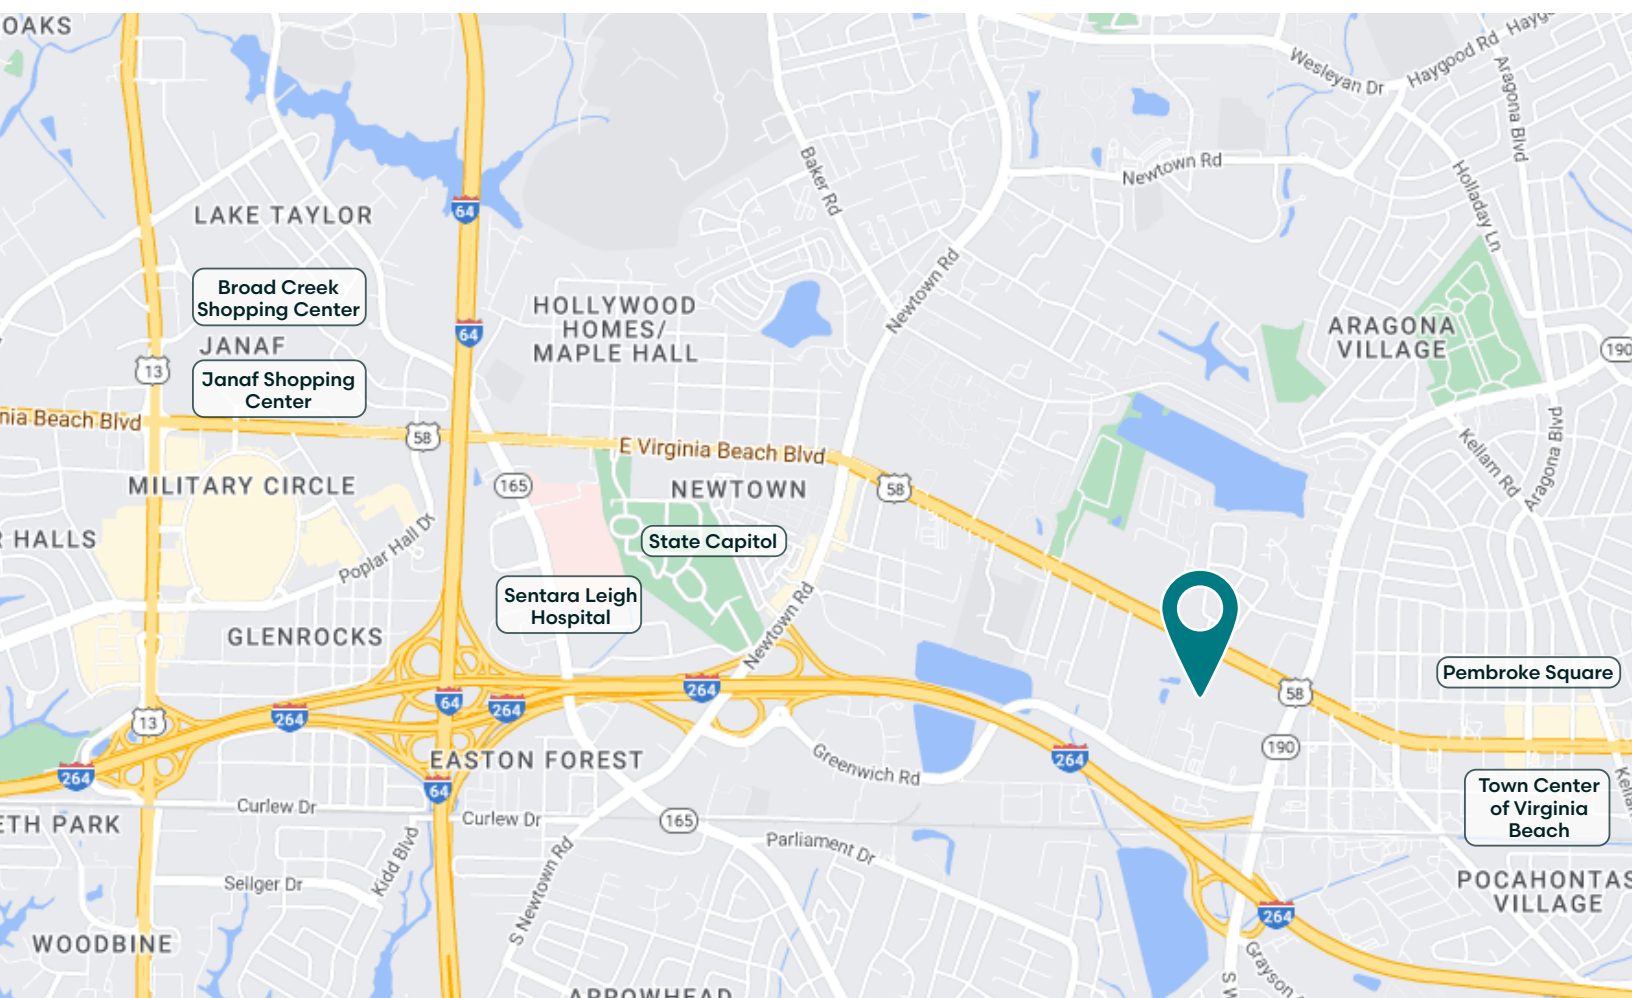 OAKS
Wesleyan Dr
Haygood Rd
Aragona Blvd
Baker Rd
Newtown Rd
Holladay Ln
64
LAKE TAYLOR
Broad Creek
Shopping Center
HOLLYWOOD
HOMES/
MAPLE HALL
Newtown Rd
64
JANAF
ARAGONA
VILLAGE
190
13
Janaf Shopping
Center
nia Beach Blvd
58
E Virginia Beach Blvd
Kellam Rd
Aragona Blvd
MILITARY CIRCLE
165
NEWTOWN
58
HALLS
Poplar Hall Dr
State Capitol
Sentara Leigh
Hospital
Newtown Rd
GLENROCKS
Pembroke Square
58
264
64
264
264
13
190
EASTON FOREST
Greenwich Rd
264
264
64
Town Center
of Virginia
Beach
Curlew Dr
Curlew Dr
165
ETH PARK
Kidd Blvd
Parliament Dr
Sellger Dr
S Newtown Rd
POCAHONTAS
VILLAGE
264
WOODBINE
Grayson
ARROWHEAD